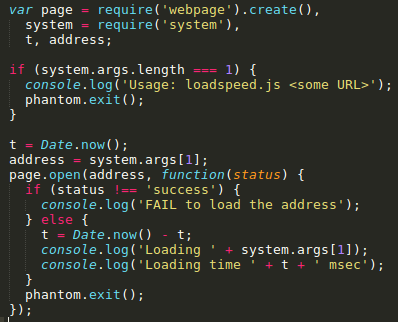 var page = require('webpage').create(),
  system = require('system'),
  t, address;

if (system.args.length === 1) {
  console.log('Usage: loadspeed.js <some URL>');
  phantom.exit();
}

t = Date.now();
address = system.args[1];
page.open(address, function(status) {
  if (status !== 'success') {
    console.log('FAIL to load the address');
  } else {
    t = Date.now() - t;
    console.log('Loading ' + system.args[1]);
    console.log('Loading time ' + t + ' msec');
  }
  phantom.exit();
});